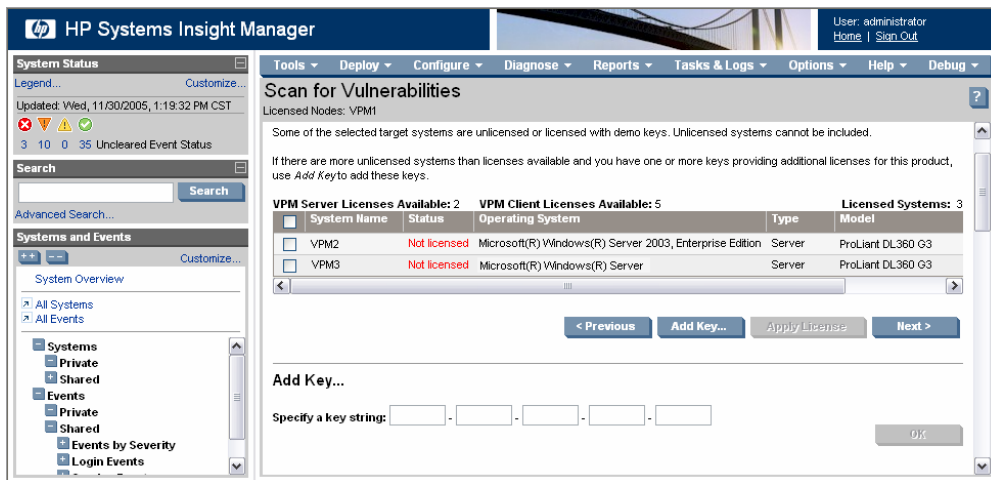 hp HP Systems Insight Manager
User: administrator
Home | Sign Out
System Status
Legend... Customize...
Updated: Wed, 11/30/2005, 1:19:32 PM CST
3 10 0 35 Uncleared Event Status
Search
Search
Advanced Search...
Systems and Events
Customize...
System Overview
All Systems
All Events
Systems
Private
Shared
Events
Private
Shared
Events by Severity
Login Events
Tools Deploy Configure Diagnose Reports Tasks & Logs Options Help Debug
Scan for Vulnerabilities
?
Licensed Nodes: VPM1
Some of the selected target systems are unlicensed or licensed with demo keys. Unlicensed systems cannot be included.
If there are more unlicensed systems than licenses available and you have one or more keys providing additional licenses for this product,
use Add Keyto add these keys.
VPM Server Licenses Available: 2 VPM Client Licenses Available: 5 Licensed Systems: 3
System Name Status Operating System Type Model
VPM2 Not licensed Microsoft(R) Windows(R) Server 2003, Enterprise Edition Server ProLiant DL360 G3
VPM3 Not licensed Microsoft(R) Windows(R) Server Server ProLiant DL360 G3
< Previous Add Key... Apply License Next >
Add Key...
Specify a key string: - - - -
OK